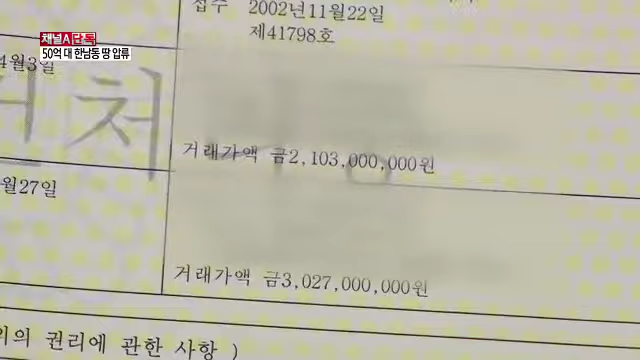 채널A단독
50억 대 한남동 땅 압류
접수 2002년11월22일
제41798호
4월3일
처
거래가액 금2,103,000,000원
월27일
거래가액 금3,027,000,000원
위의 권리에 관한 사항 )